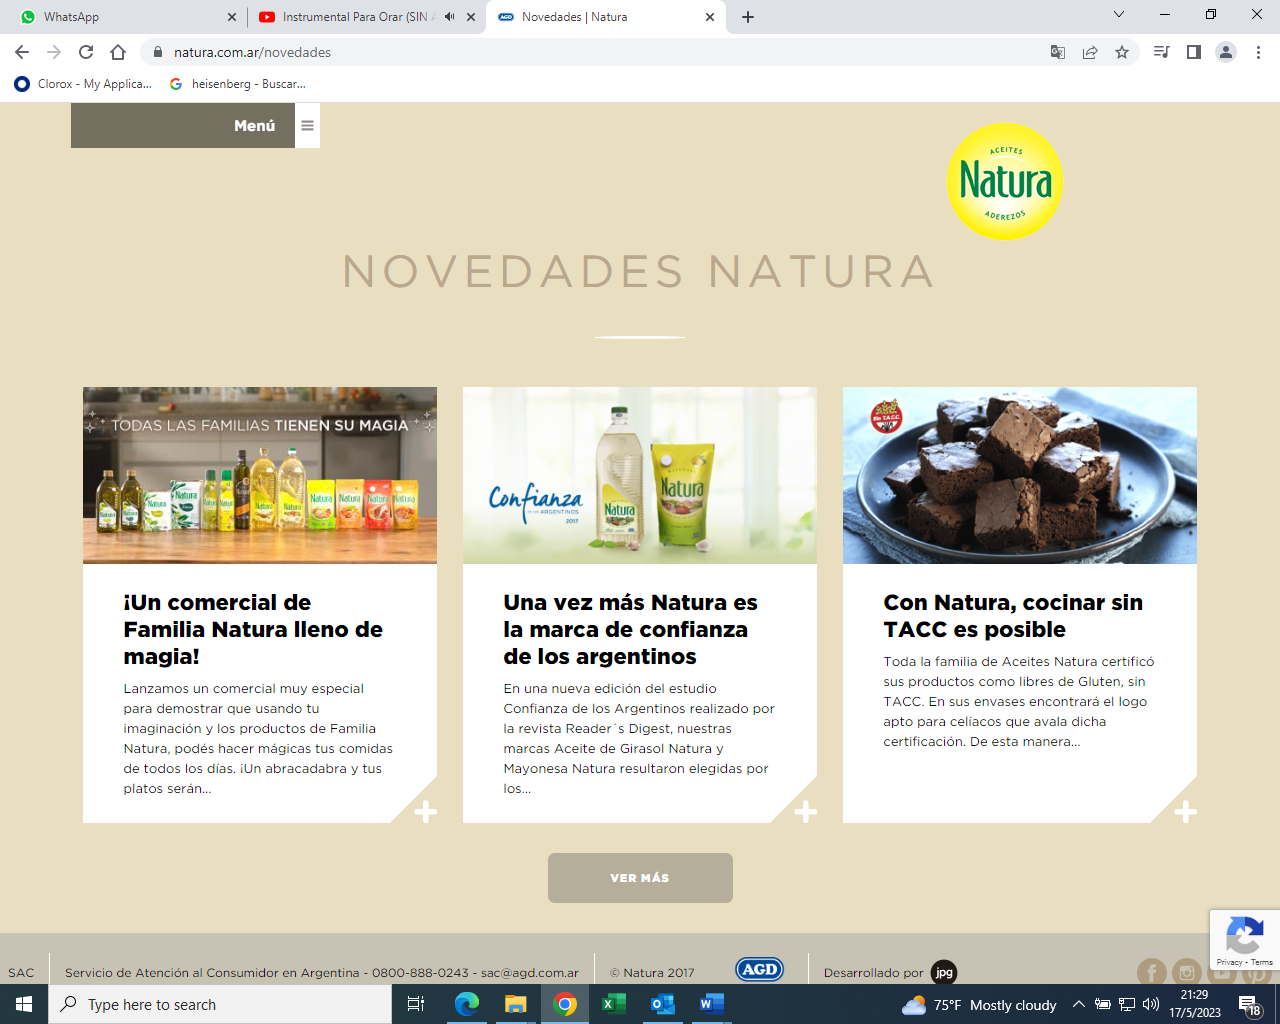 WhatsApp
Instrumental Para Orar (SIN A
Novedades | Natura
natura.com.ar/novedades
Clorox - My Applica...
heisenberg - Buscar...
Menú
ACEITES
Natura
ADEREZOS
NOVEDADES NATURA
TODAS LAS FAMILIAS TIENEN SU MAGIA
Confianza
DE LOS ARGENTINOS
2017
Natura
Natura
Sin TACC
¡Un comercial de
Familia Natura lleno de
magia!
Lanzamos un comercial muy especial
para demostrar que usando tu
imaginación y los productos de Familia
Natura, podés hacer mágicas tus comidas
de todos los días. ¡Un abracadabra y tus
platos serán...
Una vez más Natura es
la marca de confianza
de los argentinos
En una nueva edición del estudio
Confianza de los Argentinos realizado por
la revista Reader´s Digest, nuestras
marcas Aceite de Girasol Natura y
Mayonesa Natura resultaron elegidas por
los...
Con Natura, cocinar sin
TACC es posible
Toda la familia de Aceites Natura certificó
sus productos como libres de Gluten, sin
TACC. En sus envases encontrará el logo
apto para celíacos que avala dicha
certificación. De esta manera...
VER MÁS
SAC
Servicio de Atención al Consumidor en Argentina - 0800-888-0243 - sac@agd.com.ar
© Natura 2017
AGD
Desarrollado por jpg
Privacy - Terms
Type here to search
75°F Mostly cloudy
21:29
17/5/2023
18